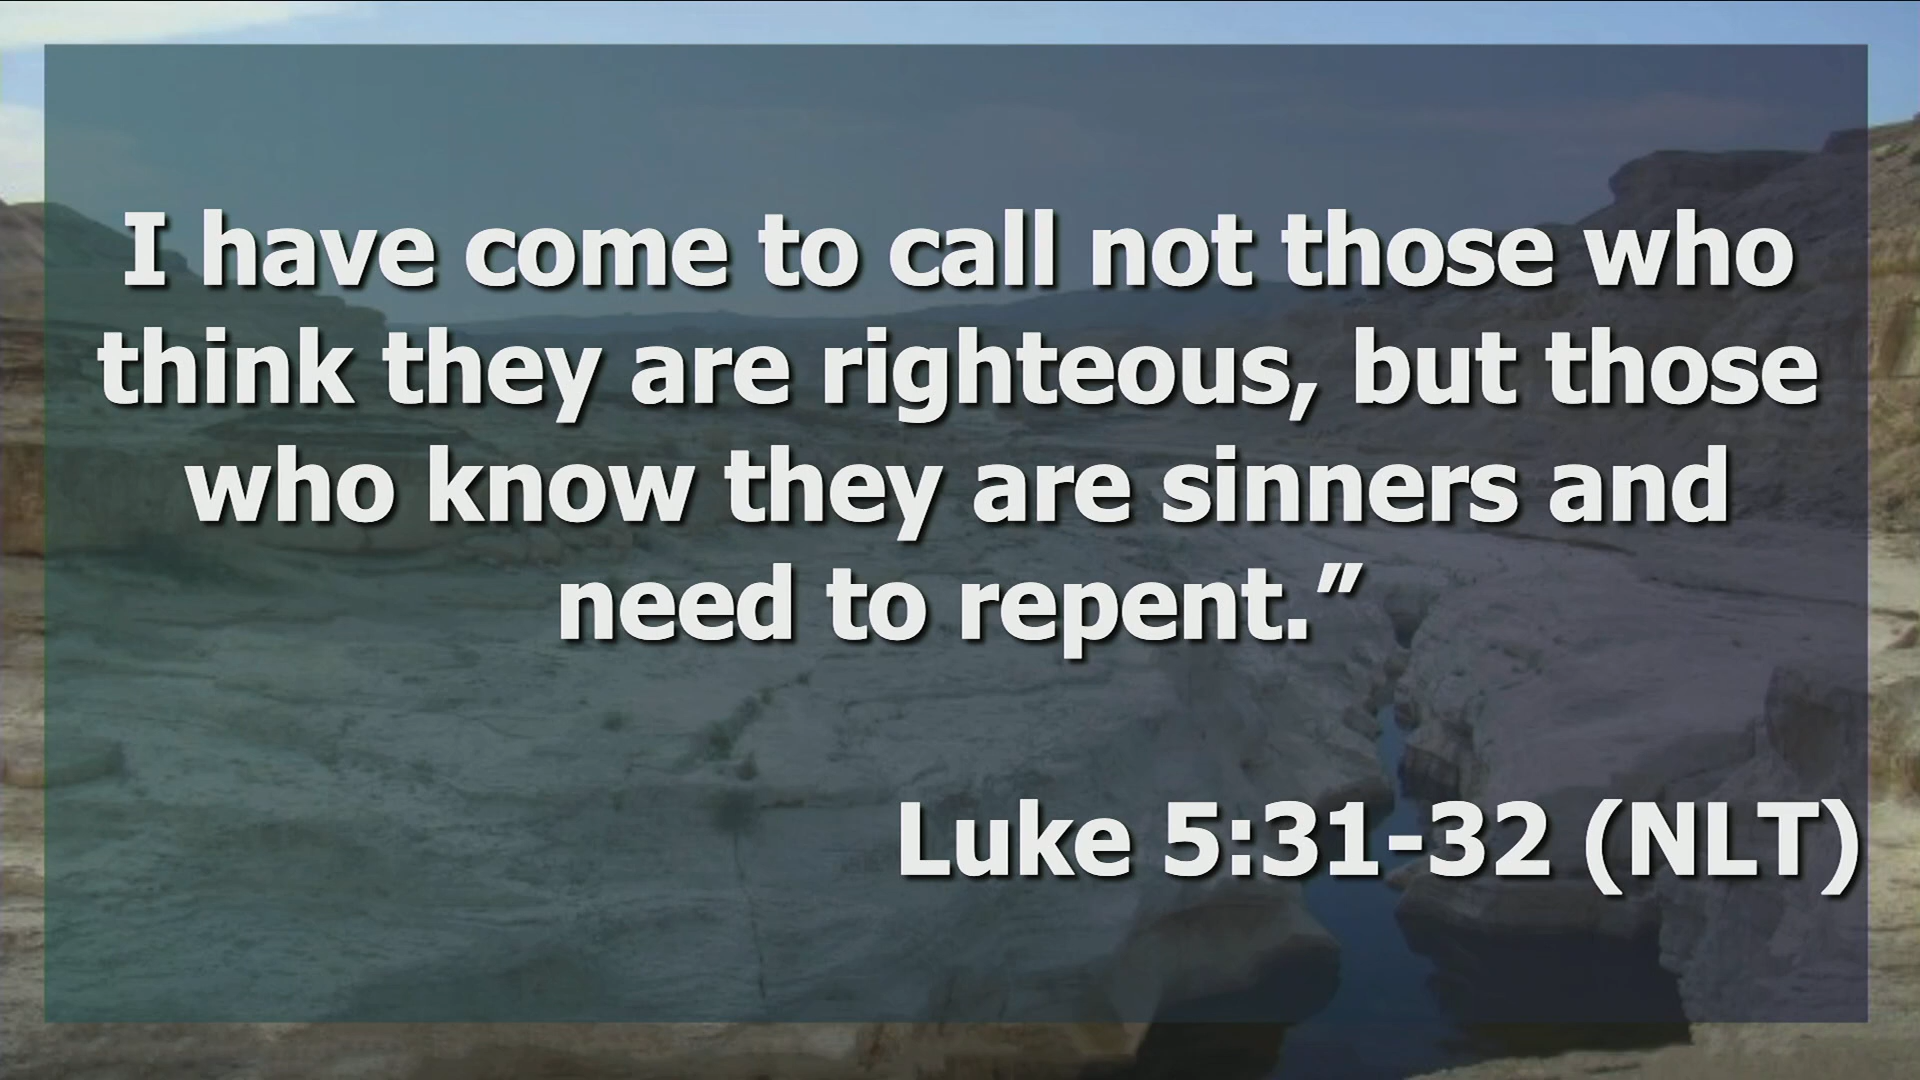 I have come to call not those who
think they are righteous, but those
who know they are sinners and
need to repent.”
Luke 5:31-32 (NLT)